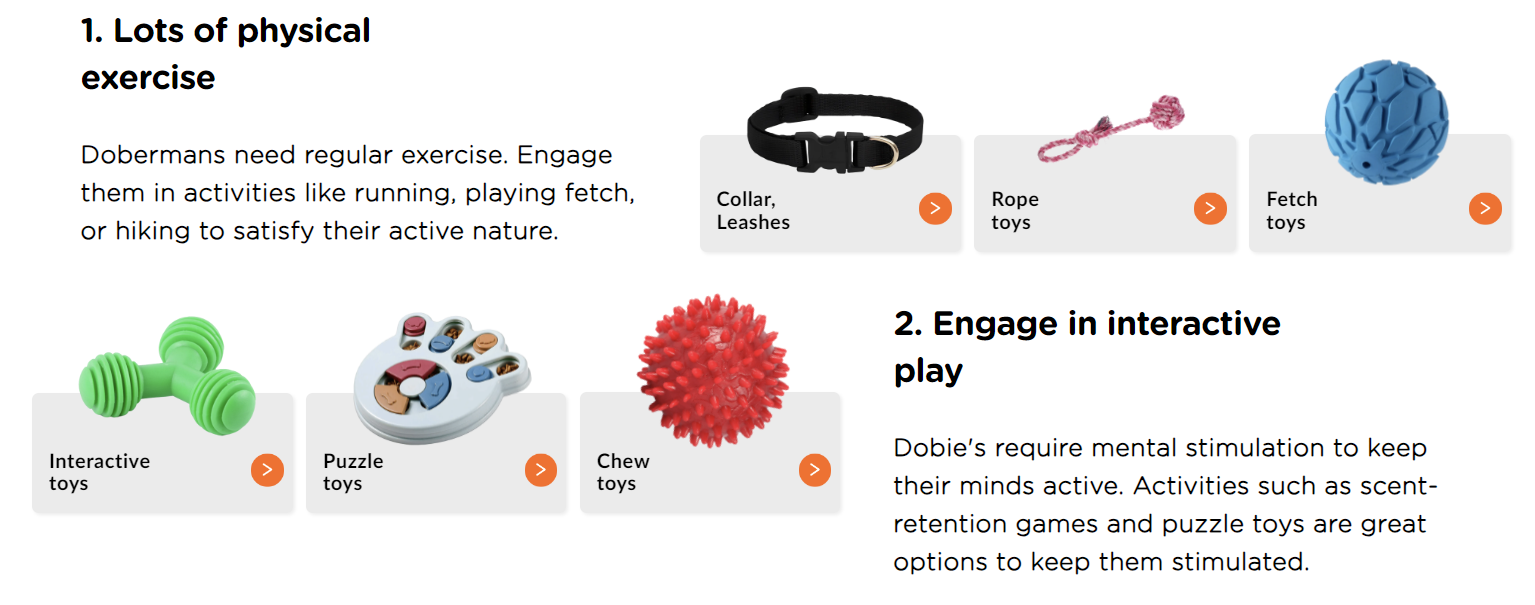 1. Lots of physical
exercise
Dobermans need regular exercise. Engage
them in activities like running, playing fetch,
or hiking to satisfy their active nature.
Collar,
Leashes
Rope
toys
Fetch
toys
Interactive
toys
Puzzle
toys
Chew
toys
2. Engage in interactive
play
Dobie's require mental stimulation to keep
their minds active. Activities such as scent-
retention games and puzzle toys are great
options to keep them stimulated.